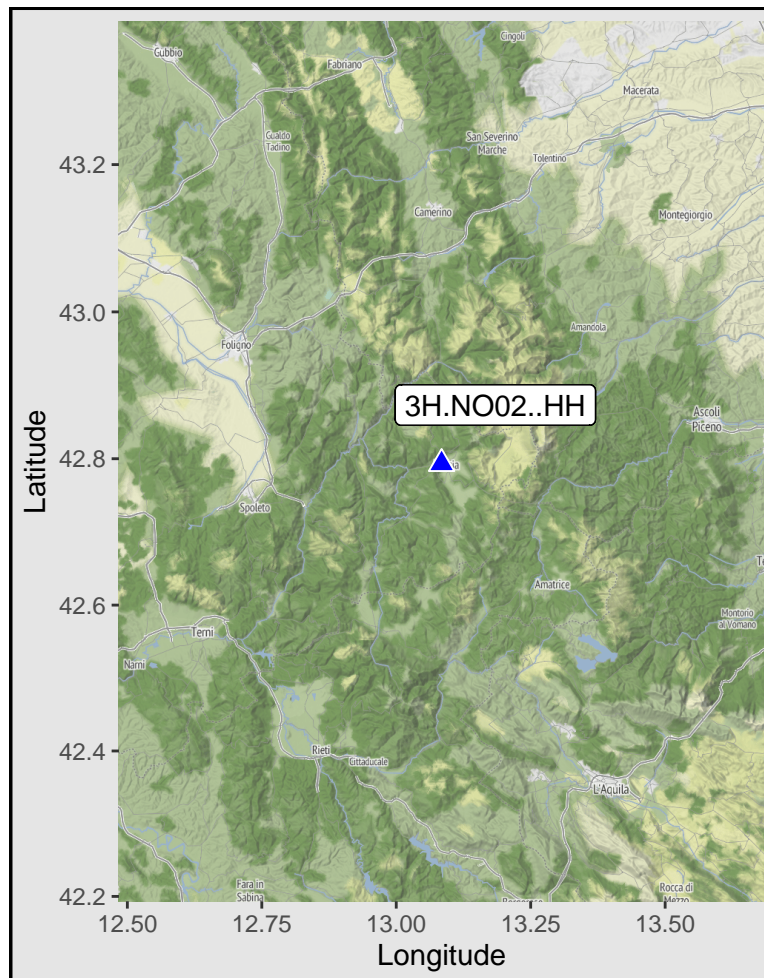 Cingoli
Gubbio
Fabriano
Macerata
Gualdo
Tadino
San Severino
Marche
Tolentino
43.2
Camerino
Montegiorgio
43.0
Amandola
Foligno
3H.NO02..HH
Ascoli
Piceno
42.8
Latitude
Spoleto
42.6
Amatrice
Montorio
al Vomano
Terni
Narni
42.4
Rieti
Cittaducale
L'Aquila
Fara in
Sabina
Rocca di
Mezzo
42.2
12.50 12.75 13.00 13.25 13.50
Longitude